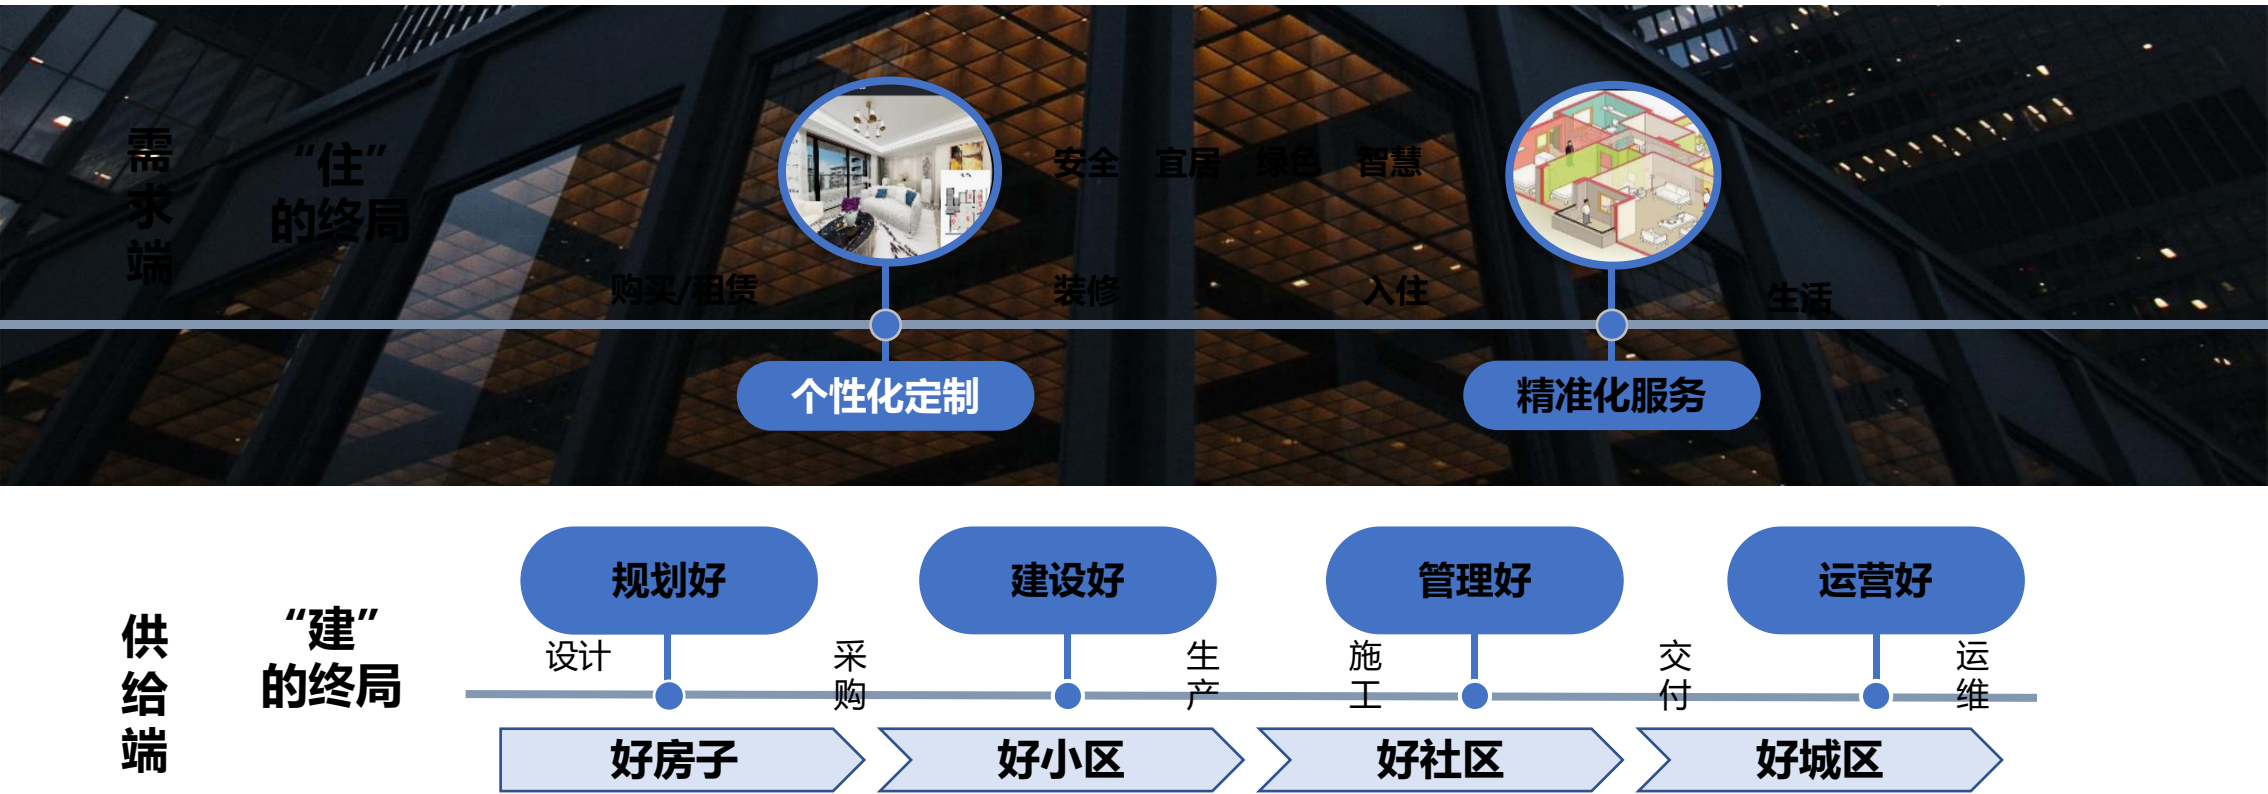 需求端
“住”
的终局
安全 宜居 绿色 智慧
购买/租赁
装修
入住
生活
个性化定制
精准化服务
供给端
“建”
的终局
规划好
建设好
管理好
运营好
设计
采购
生产
施工
交付
运维
好房子
好小区
好社区
好城区